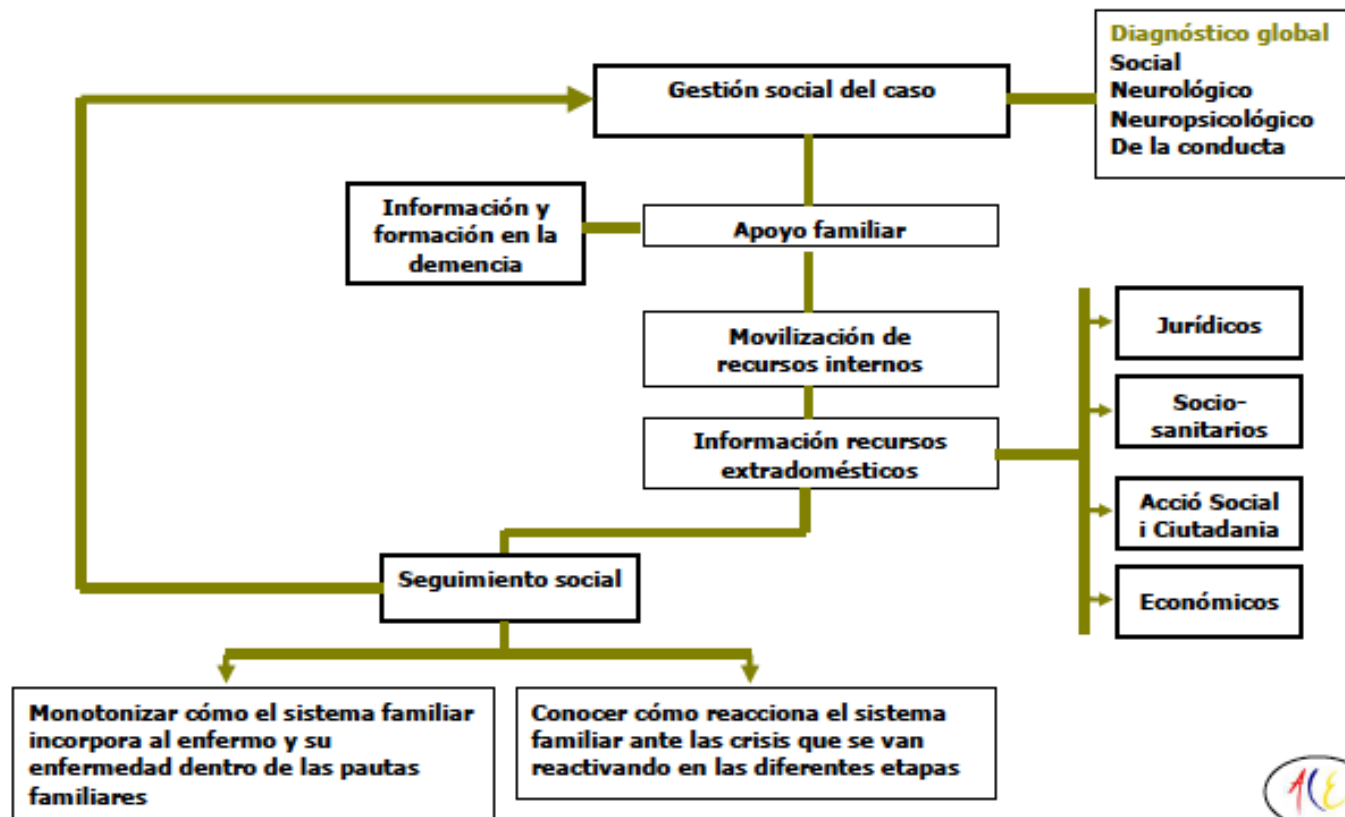 Diagnóstico global
Social
Neurológico
Neuropsicológico
De la conducta
Gestión social del caso
Información y
formación en la
demencia
Apoyo familiar
Movilización de
recursos internos
Información recursos
extradomésticos
Jurídicos
Socio-
sanitarios
Acció Social
i Ciutadania
Económicos
Seguimiento social
Monotonizar cómo el sistema familiar
incorpora al enfermo y su
enfermedad dentro de las pautas
familiares
Conocer cómo reacciona el sistema
familiar ante las crisis que se van
reactivando en las diferentes etapas
ACE